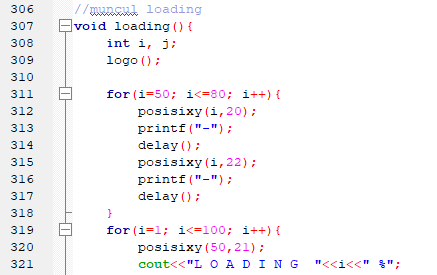 306 //muncul loading
307 void loading(){
308 int i, j;
309 logo();
310
311 for(i=50; i<=80; i++){
312 posisixy(i,20);
313 printf("-");
314 delay();
315 posisixy(i,22);
316 printf("-");
317 delay();
318 }
319 for(i=1; i<=100; i++){
320 posisixy(50,21);
321 cout<<"L O A D I N G  "<<i<<" %";